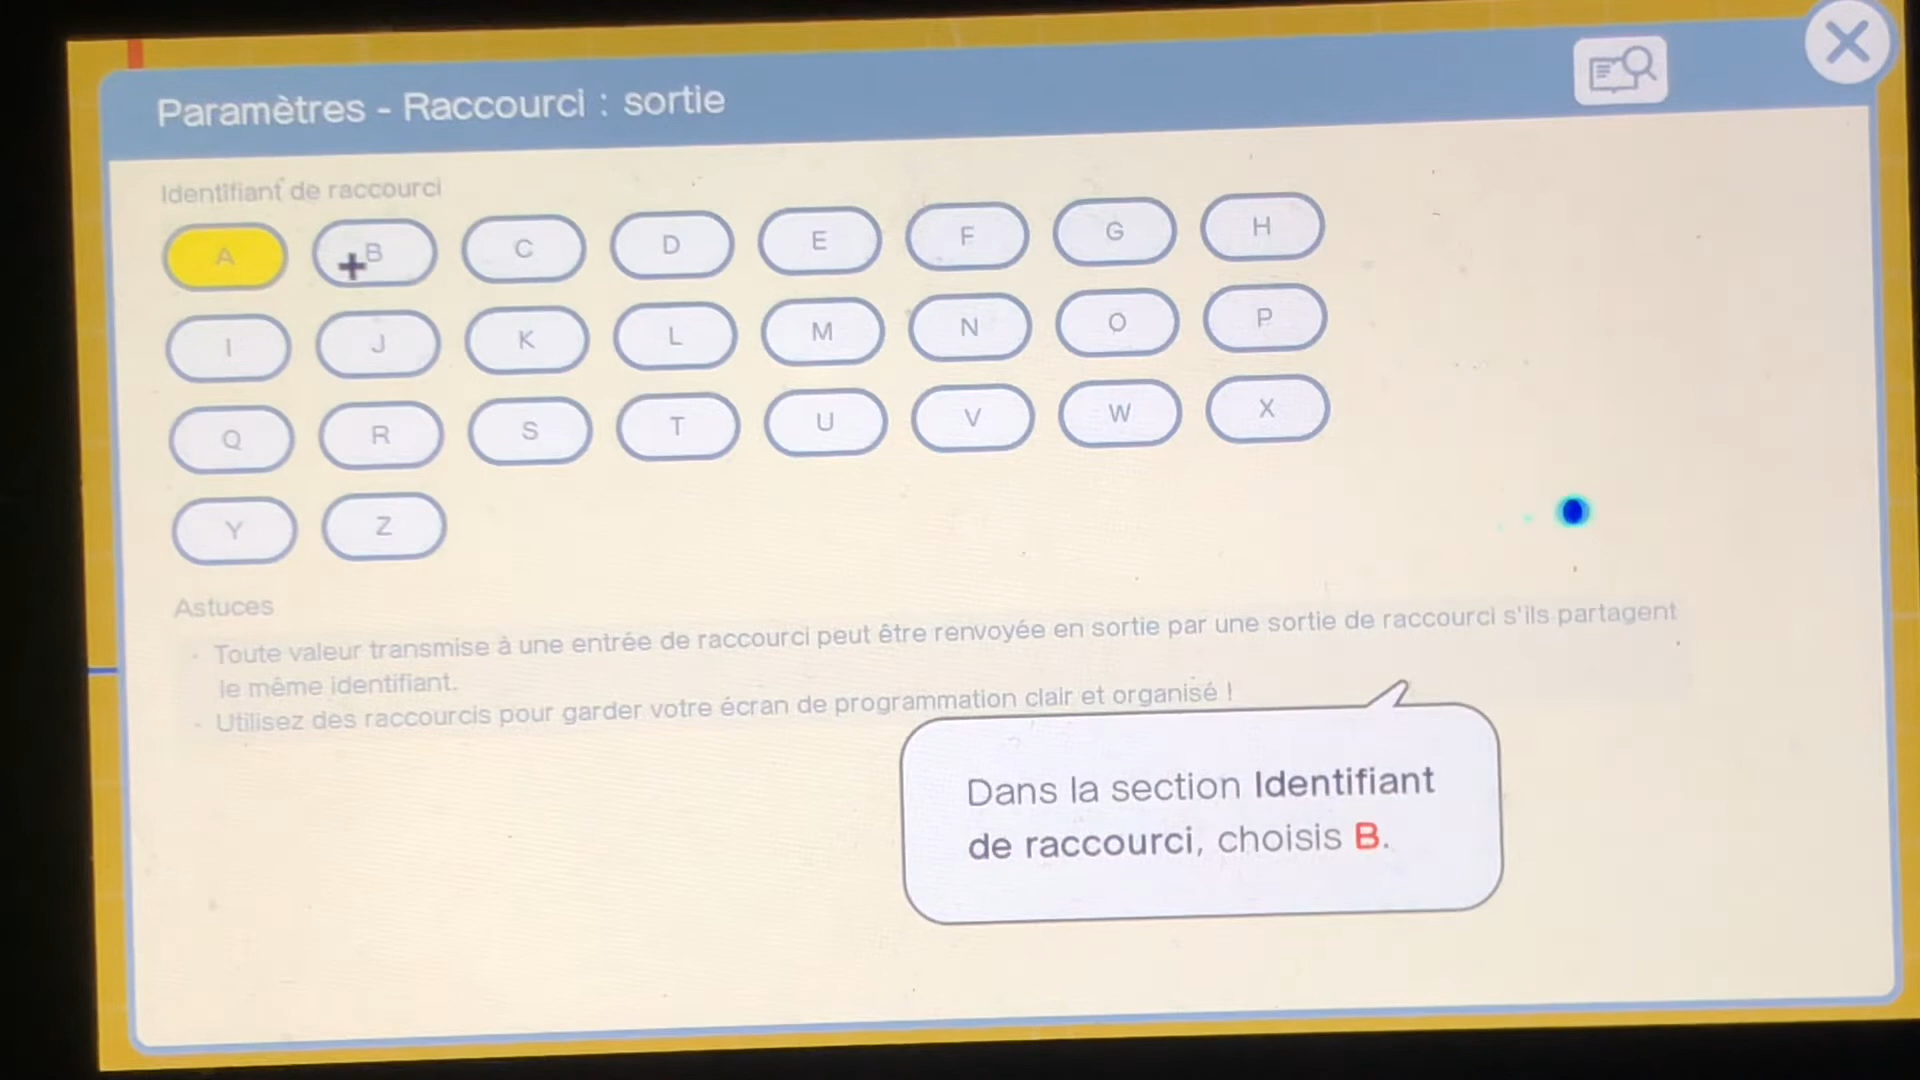 Paramètres - Raccourci : sortie
Identifiant de raccourci
A B C D E F G H
I J K L M N O P
Q R S T U V W X
Y Z
Astuces
- Toute valeur transmise à une entrée de raccourci peut être renvoyée en sortie par une sortie de raccourci s'ils partagent
le même identifiant.
- Utilisez des raccourcis pour garder votre écran de programmation clair et organisé !
Dans la section Identifiant
de raccourci, choisis B.